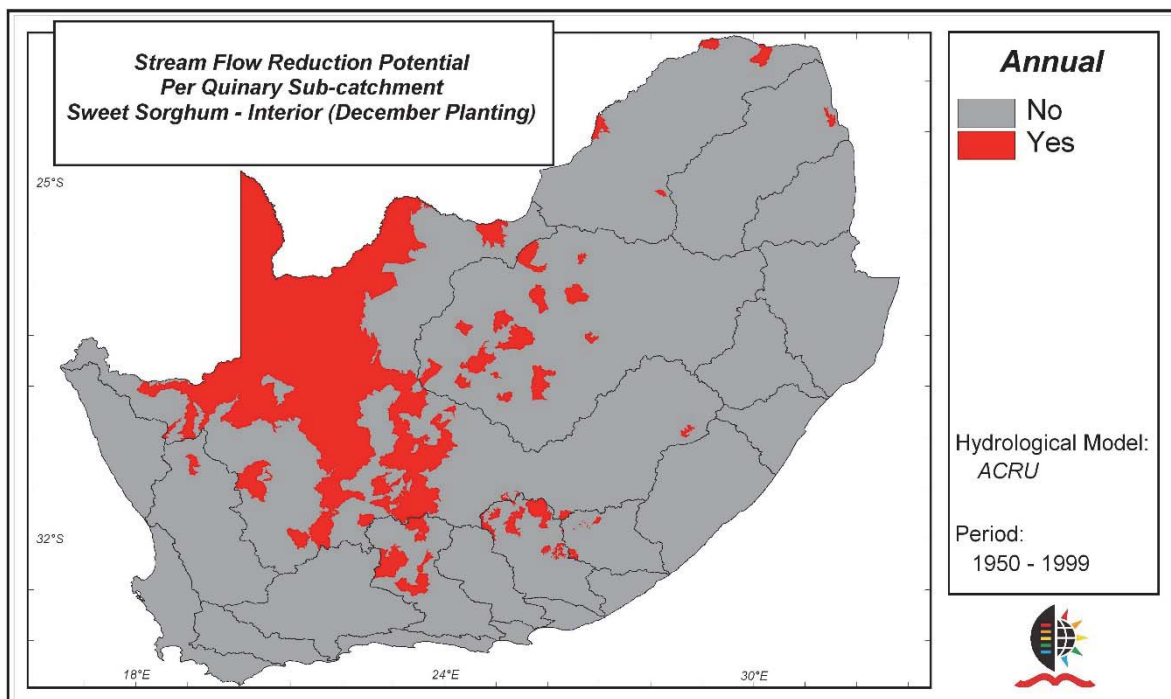 Stream Flow Reduction Potential
Per Quinary Sub-catchment
Sweet Sorghum - Interior (December Planting)
Annual
No
Yes
25°S
Hydrological Model:
ACRU
32°S
Period:
1950 - 1999
18°E
24°E
30°E